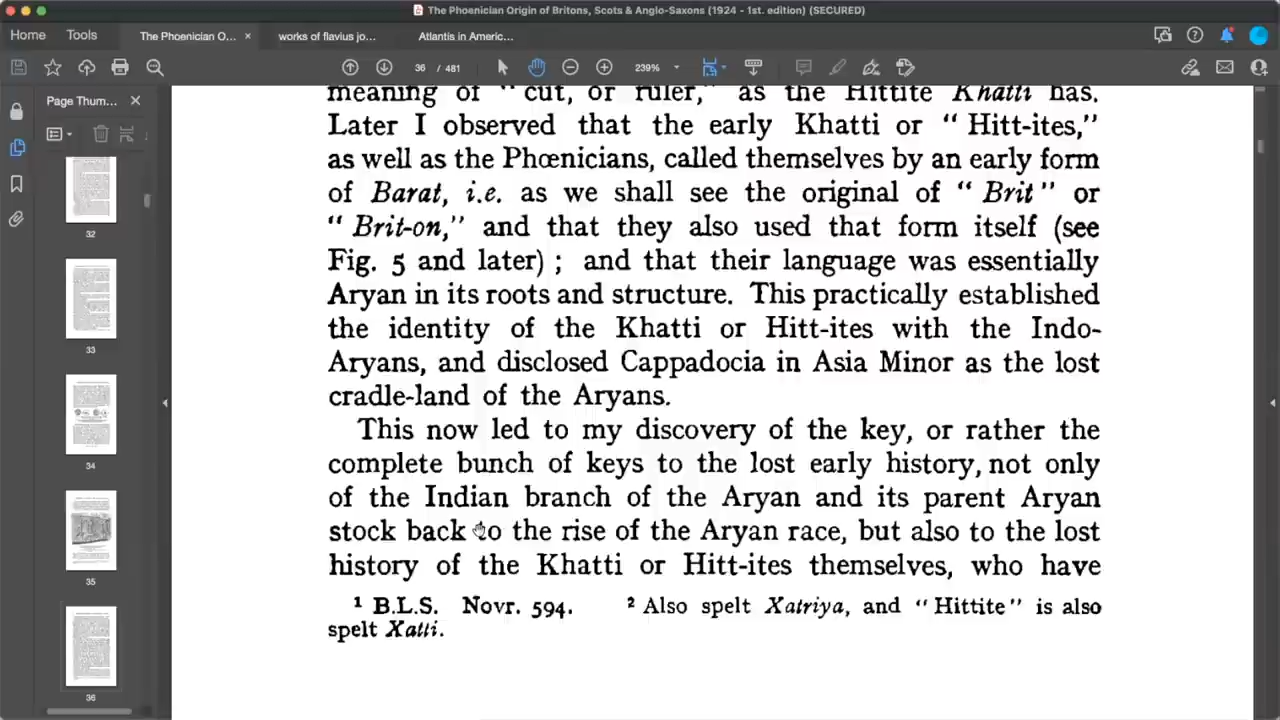 The Phoenician Origin of Britons, Scots & Anglo-Saxons (1924 - 1st. edition) (SECURED)
Home Tools The Phoenician O... × works of flavius jo... Atlantis in Americ...
36 / 481 239%
Page Thum... ×
32
33
34
35
36
meaning of “ cut, or ruler,” as the Hittite Khatti has.
Later I observed that the early Khatti or “ Hitt-ites,”
as well as the Phœnicians, called themselves by an early form
of Barat, i.e. as we shall see the original of “ Brit ” or
“ Brit-on,” and that they also used that form itself (see
Fig. 5 and later) ; and that their language was essentially
Aryan in its roots and structure. This practically established
the identity of the Khatti or Hitt-ites with the Indo-
Aryans, and disclosed Cappadocia in Asia Minor as the lost
cradle-land of the Aryans.
This now led to my discovery of the key, or rather the
complete bunch of keys to the lost early history, not only
of the Indian branch of the Aryan and its parent Aryan
stock back to the rise of the Aryan race, but also to the lost
history of the Khatti or Hitt-ites themselves, who have
¹ B.L.S. Novr. 594. ² Also spelt Xatriya, and “ Hittite ” is also
spelt Xatti.